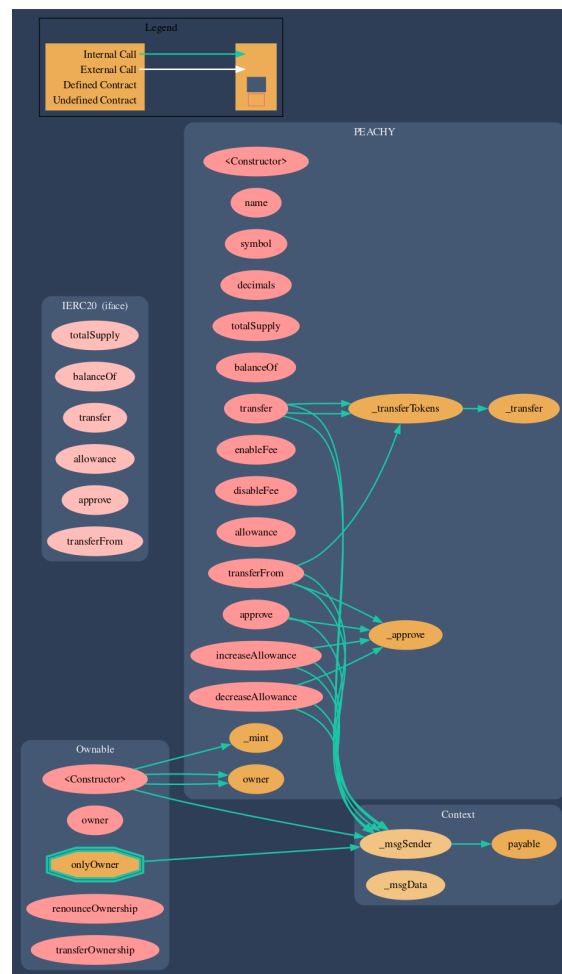 Legend
Internal Call
External Call
Defined Contract
Undefined Contract
PEACHY
<Constructor>
name
symbol
decimals
totalSupply
balanceOf
transfer
_transferTokens
_transfer
enableFee
disableFee
allowance
transferFrom
approve
_approve
increaseAllowance
decreaseAllowance
_mint
owner
IERC20 (iface)
totalSupply
balanceOf
transfer
allowance
approve
transferFrom
Ownable
<Constructor>
owner
onlyOwner
renounceOwnership
transferOwnership
Context
_msgSender
payable
_msgData